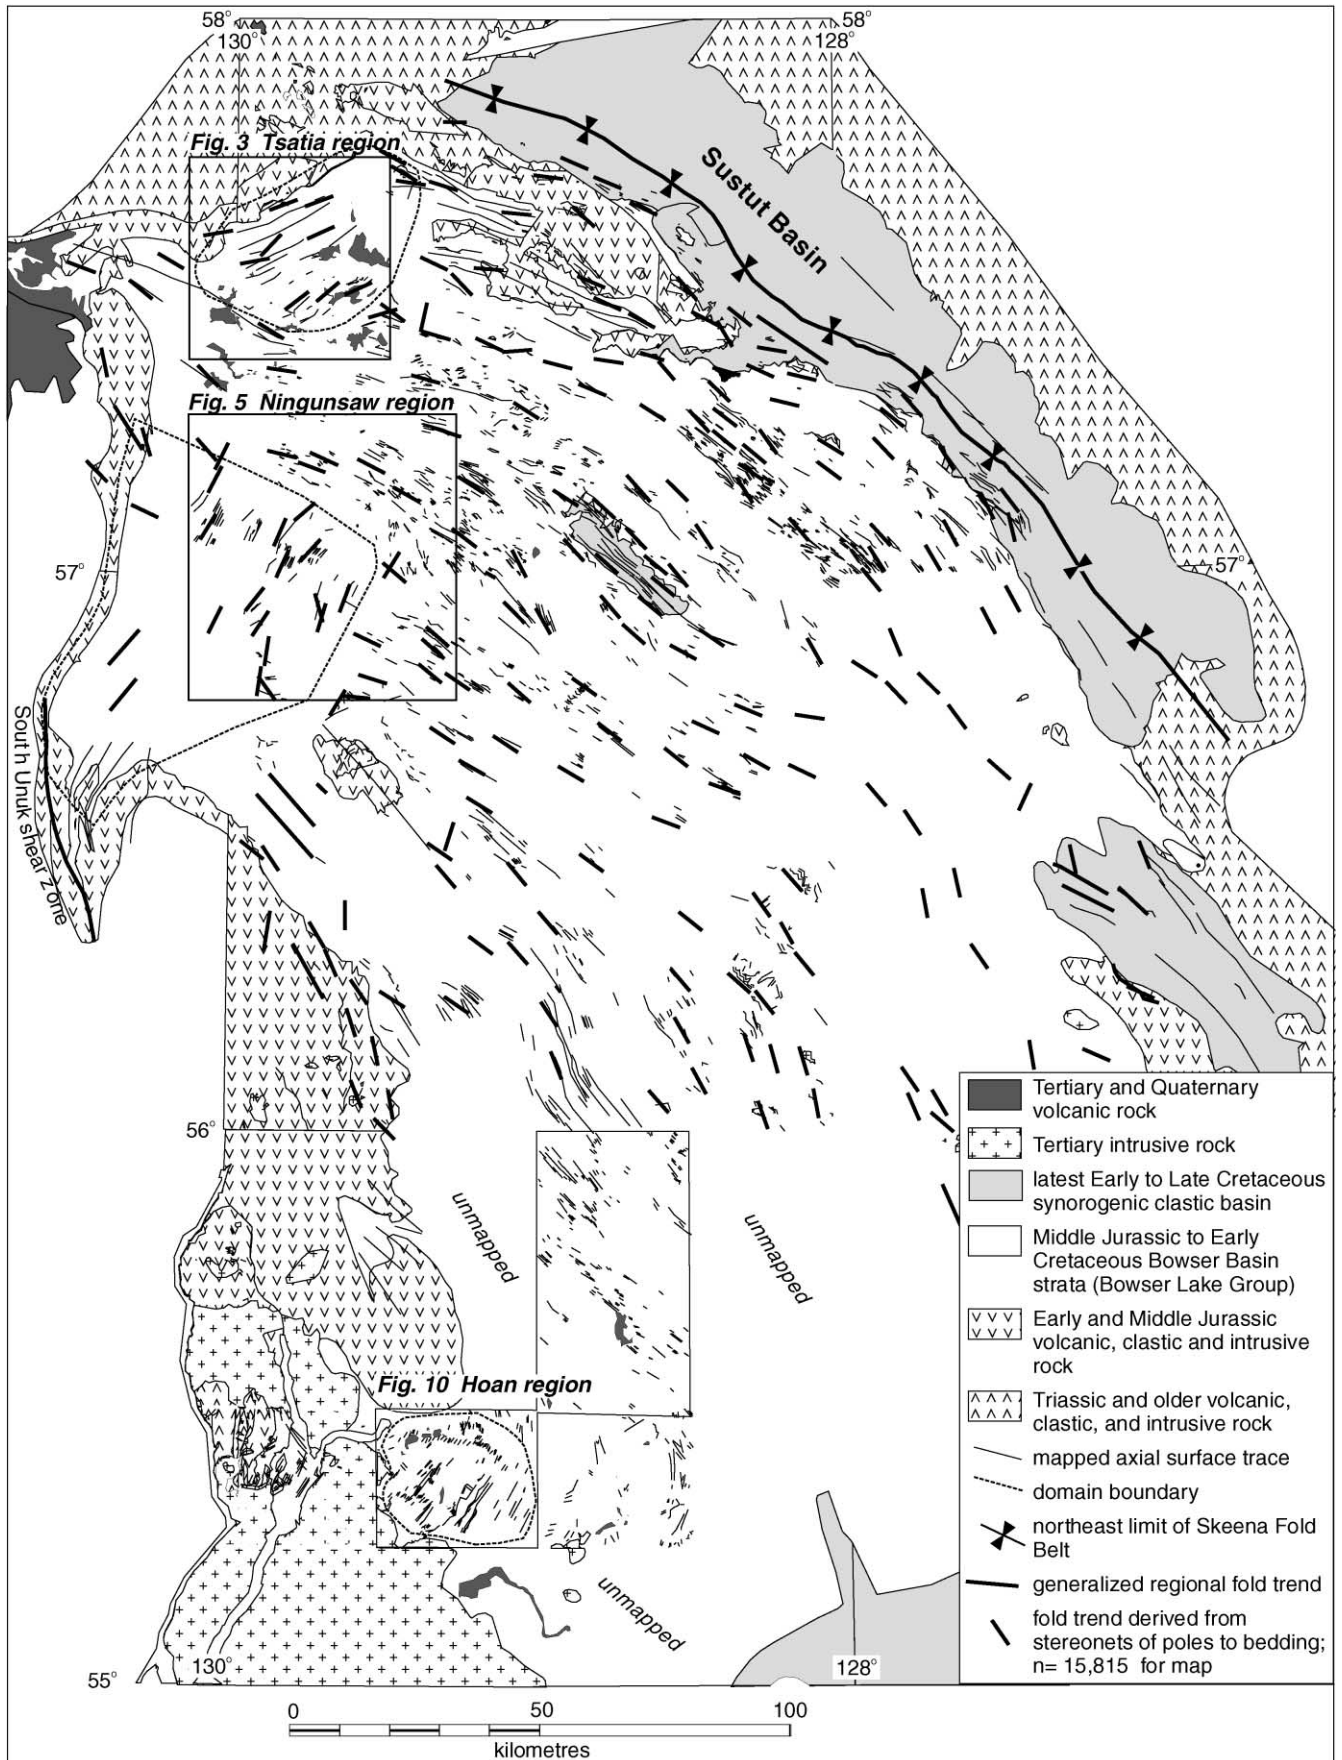 58°
130°
58°
128°
Fig. 3 Tsatia region
Sustut Basin
Fig. 5 Ningunsaw region
57°
57°
South Unuk shear zone
56°
unmapped
unmapped
Fig. 10 Hoan region
unmapped
55°
130°
128°
0
50
100
kilometres
Tertiary and Quaternary
volcanic rock
Tertiary intrusive rock
latest Early to Late Cretaceous
synorogenic clastic basin
Middle Jurassic to Early
Cretaceous Bowser Basin
strata (Bowser Lake Group)
Early and Middle Jurassic
volcanic, clastic and intrusive
rock
Triassic and older volcanic,
clastic, and intrusive rock
mapped axial surface trace
domain boundary
northeast limit of Skeena Fold
Belt
generalized regional fold trend
fold trend derived from
stereonets of poles to bedding;
n= 15,815 for map